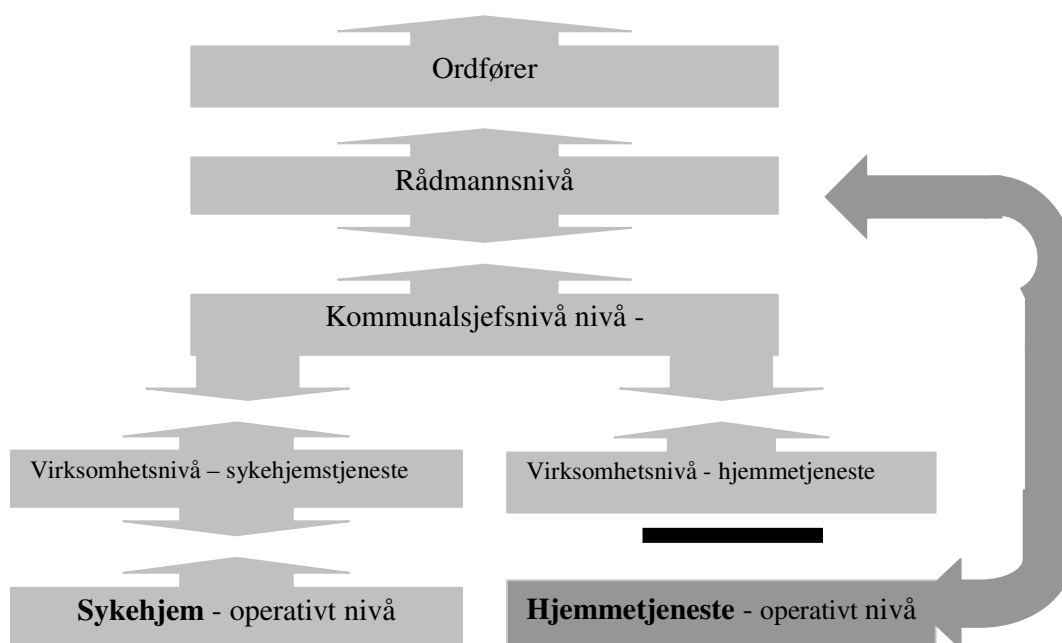 Ordfører
Rådmannsnivå
Kommunalsjefsnivå nivå -
Virksomhetsnivå – sykehjemstjeneste
Virksomhetsnivå - hjemmetjeneste
Sykehjem - operativt nivå
Hjemmetjeneste - operativt nivå